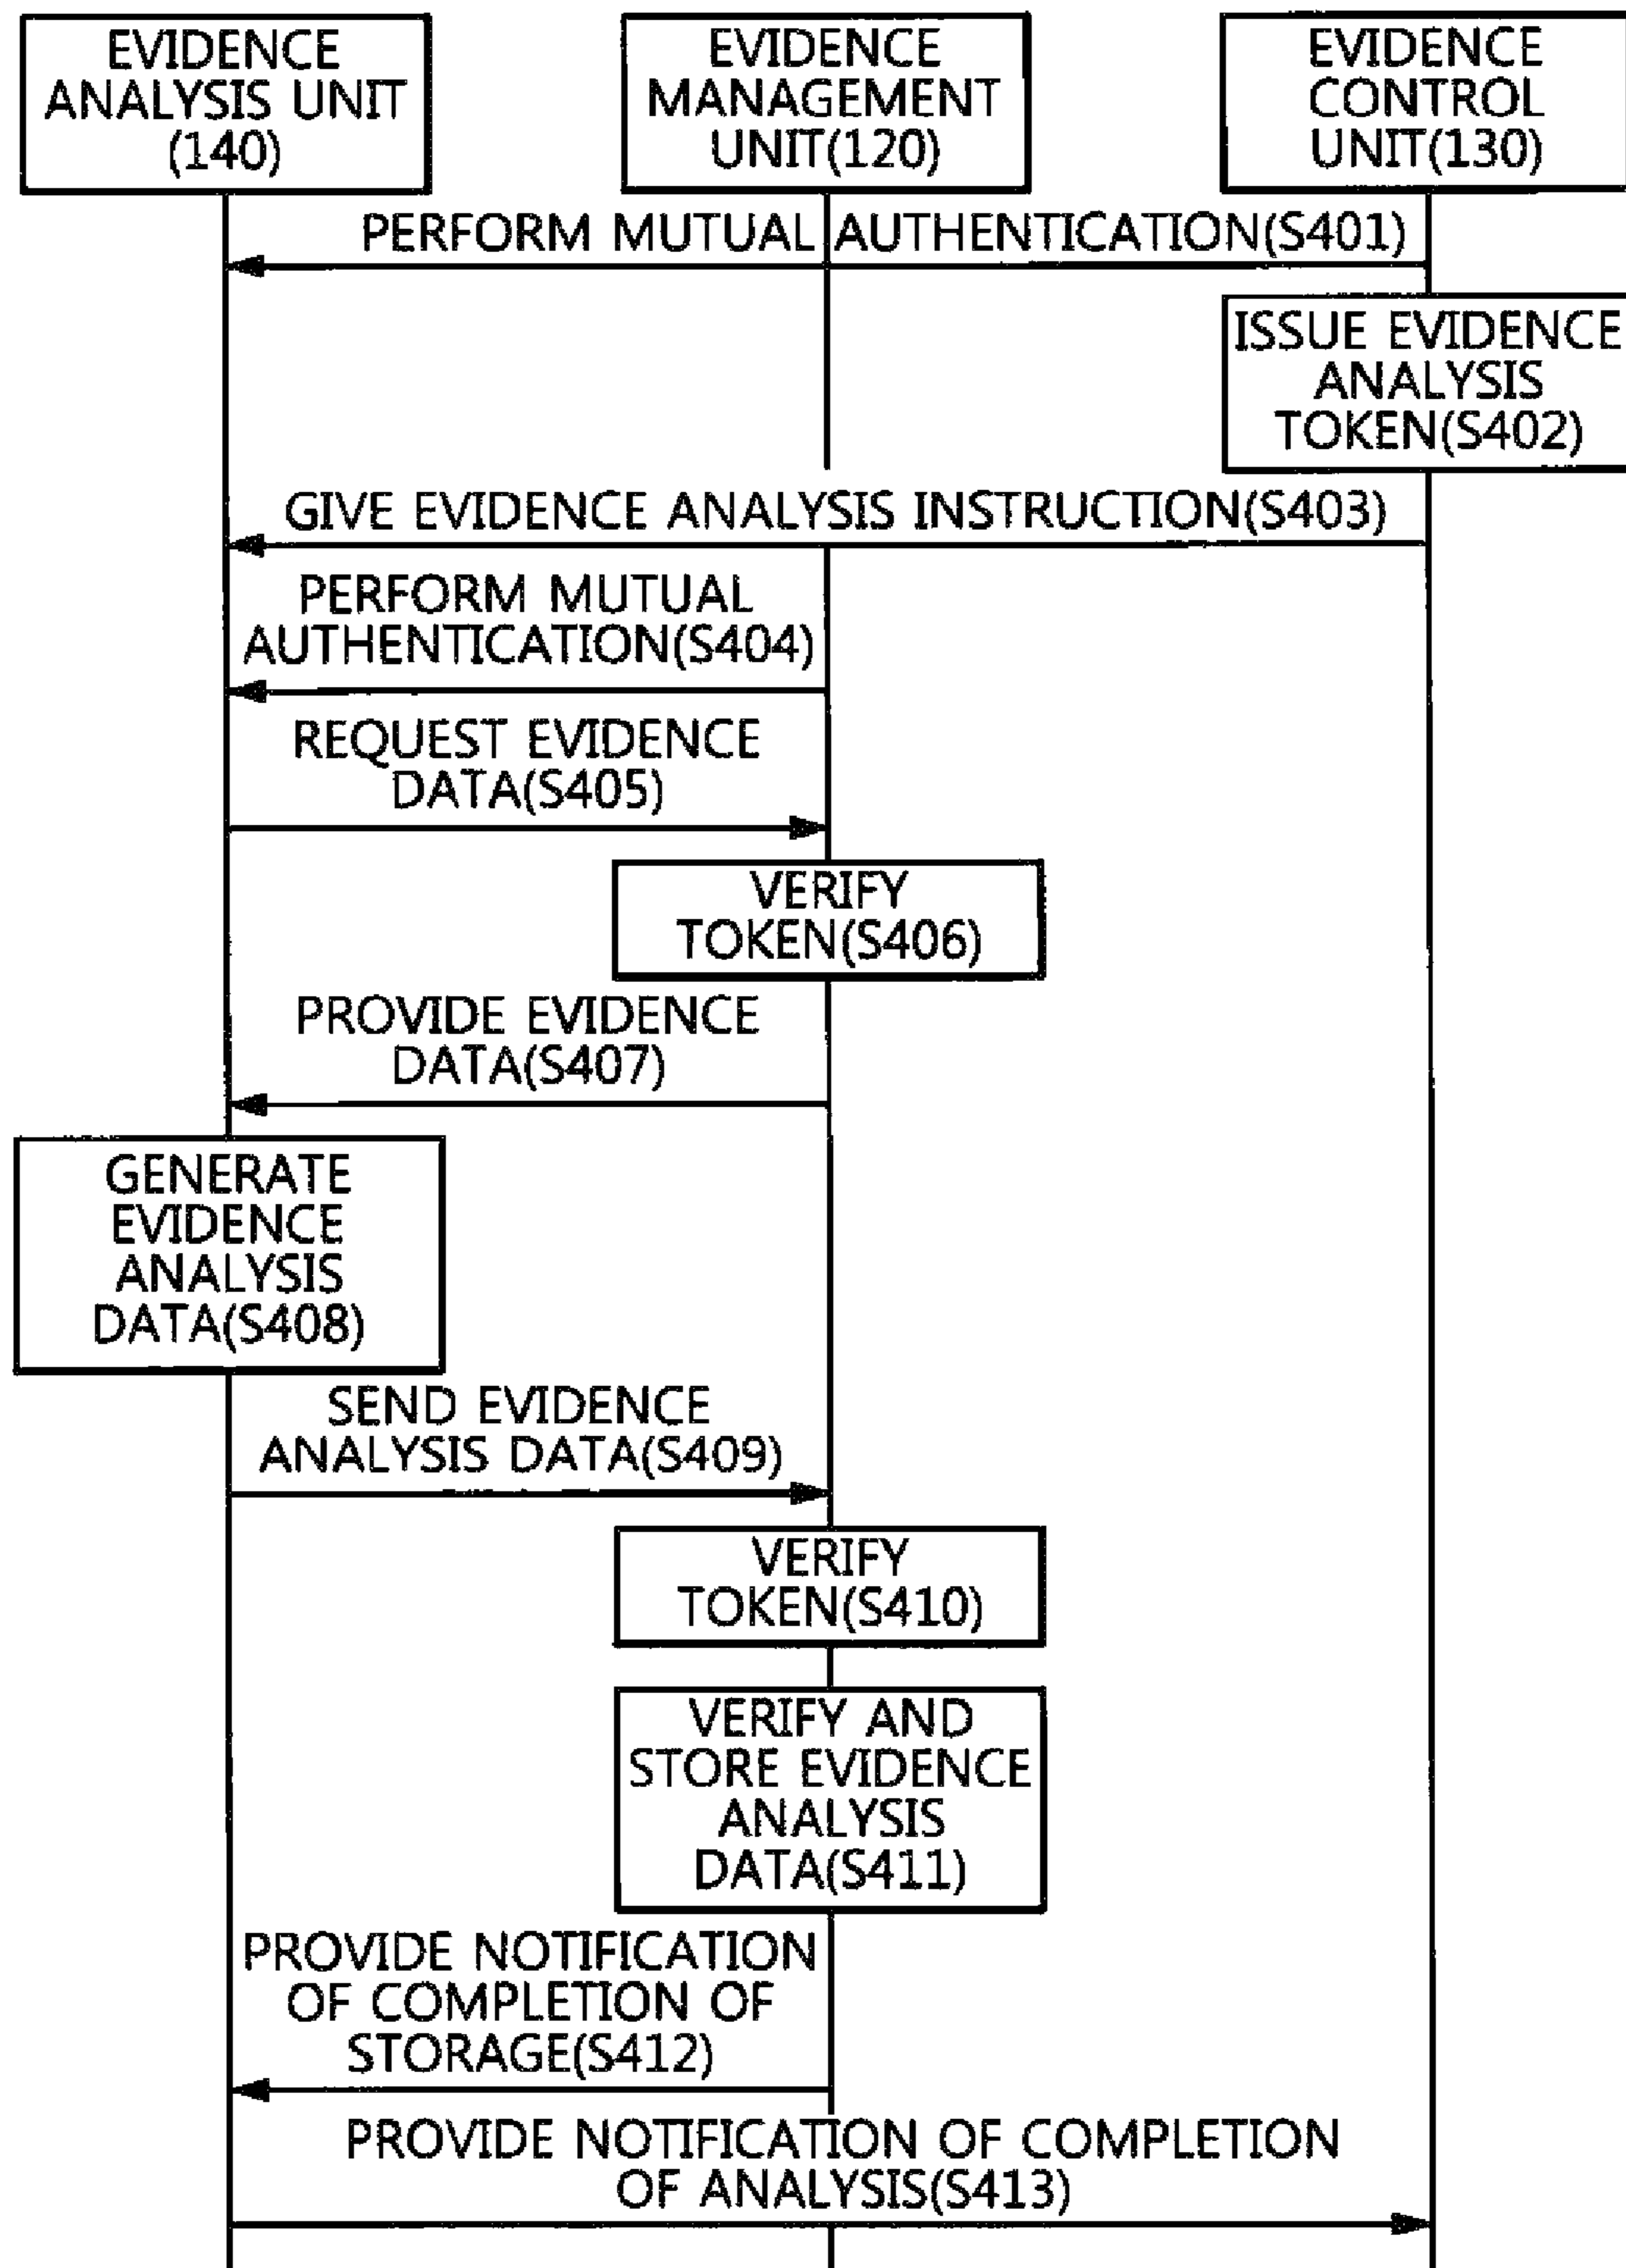 EVIDENCE
ANALYSIS UNIT
(140)
EVIDENCE
MANAGEMENT
UNIT(120)
EVIDENCE
CONTROL
UNIT(130)
PERFORM MUTUAL AUTHENTICATION(S401)
ISSUE EVIDENCE
ANALYSIS
TOKEN(S402)
GIVE EVIDENCE ANALYSIS INSTRUCTION(S403)
PERFORM MUTUAL
AUTHENTICATION(S404)
REQUEST EVIDENCE
DATA(S405)
VERIFY
TOKEN(S406)
PROVIDE EVIDENCE
DATA(S407)
GENERATE
EVIDENCE
ANALYSIS
DATA(S408)
SEND EVIDENCE
ANALYSIS DATA(S409)
VERIFY
TOKEN(S410)
VERIFY AND
STORE EVIDENCE
ANALYSIS
DATA(S411)
PROVIDE NOTIFICATION
OF COMPLETION OF
STORAGE(S412)
PROVIDE NOTIFICATION OF COMPLETION
OF ANALYSIS(S413)